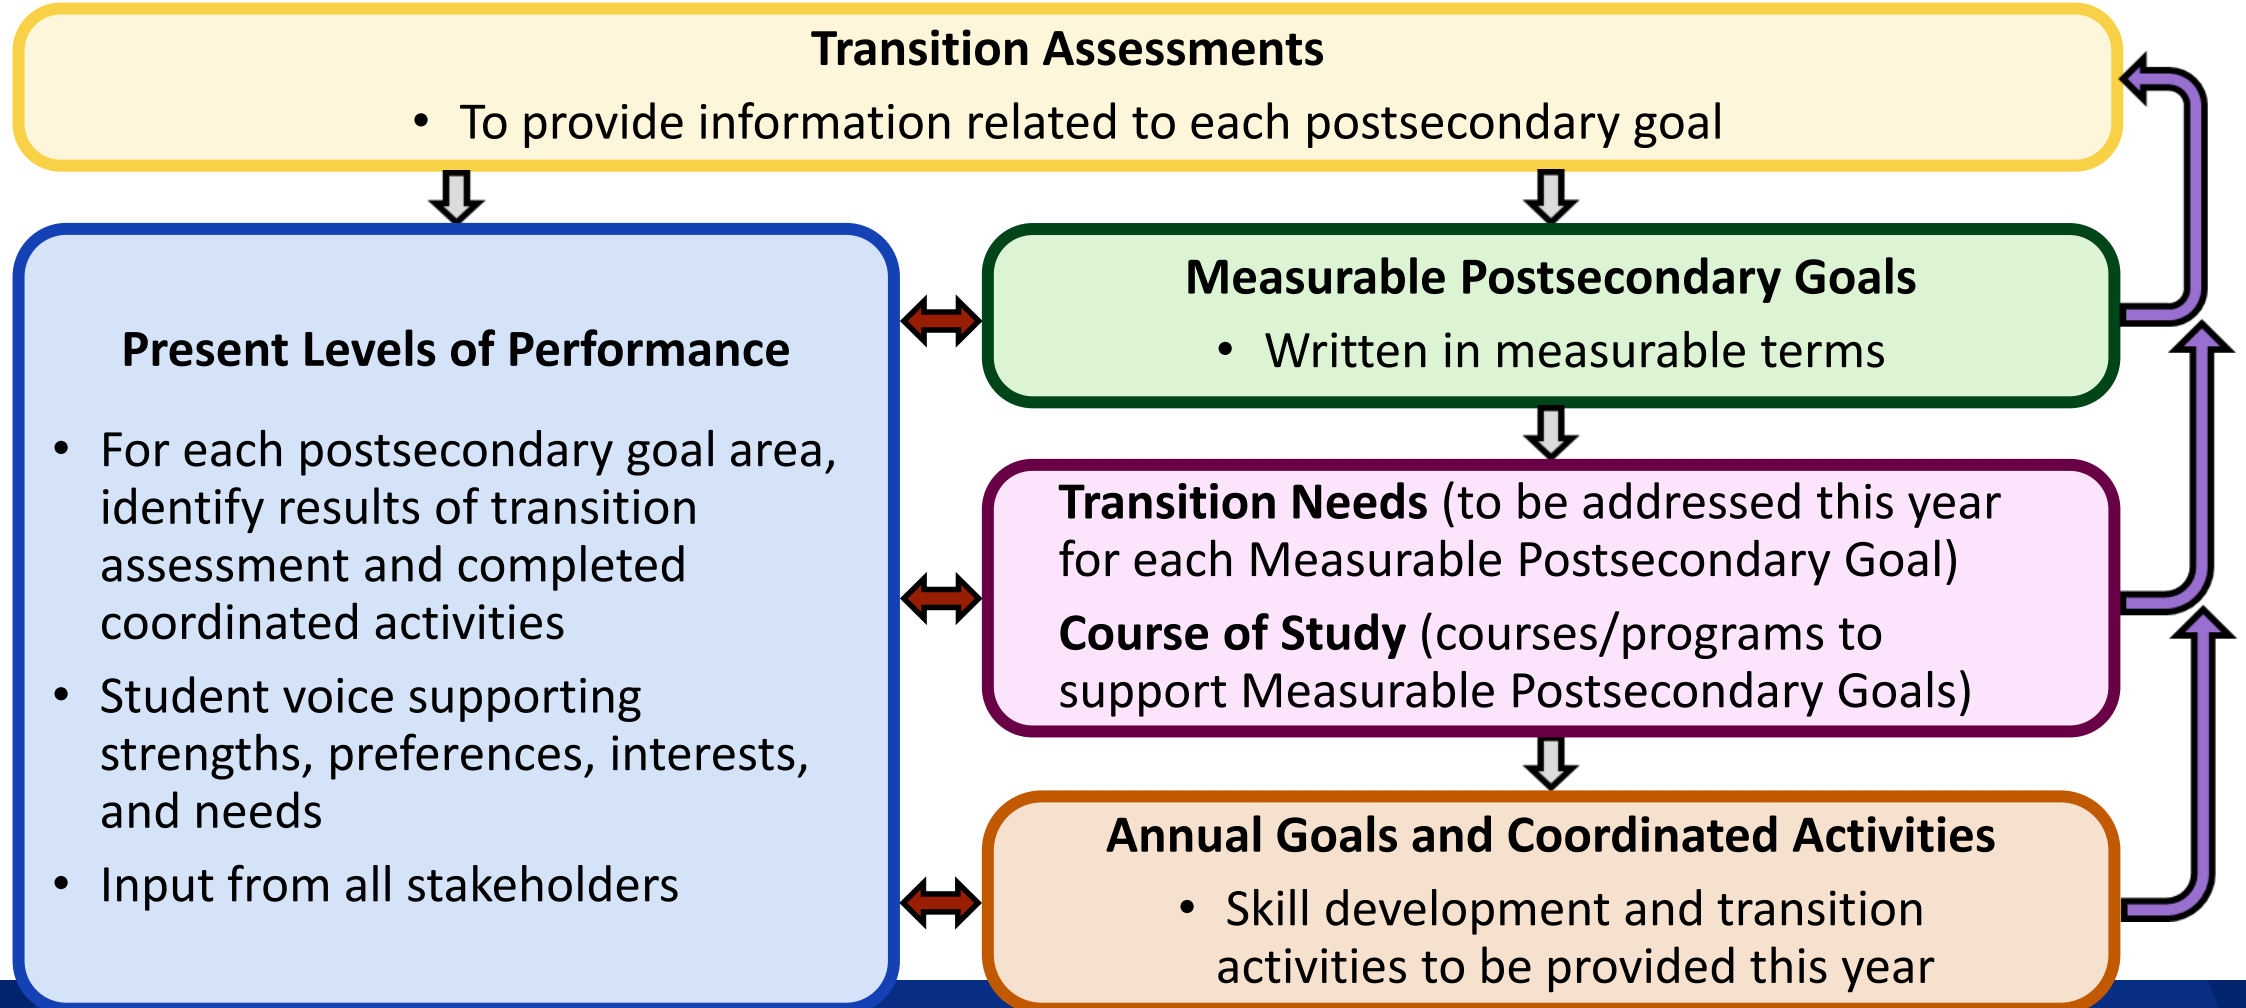 Transition Assessments
• To provide information related to each postsecondary goal
Present Levels of Performance
• For each postsecondary goal area,
identify results of transition
assessment and completed
coordinated activities
• Student voice supporting
strengths, preferences, interests,
and needs
• Input from all stakeholders
Measurable Postsecondary Goals
• Written in measurable terms
Transition Needs (to be addressed this year
for each Measurable Postsecondary Goal)
Course of Study (courses/programs to
support Measurable Postsecondary Goals)
Annual Goals and Coordinated Activities
• Skill development and transition
activities to be provided this year